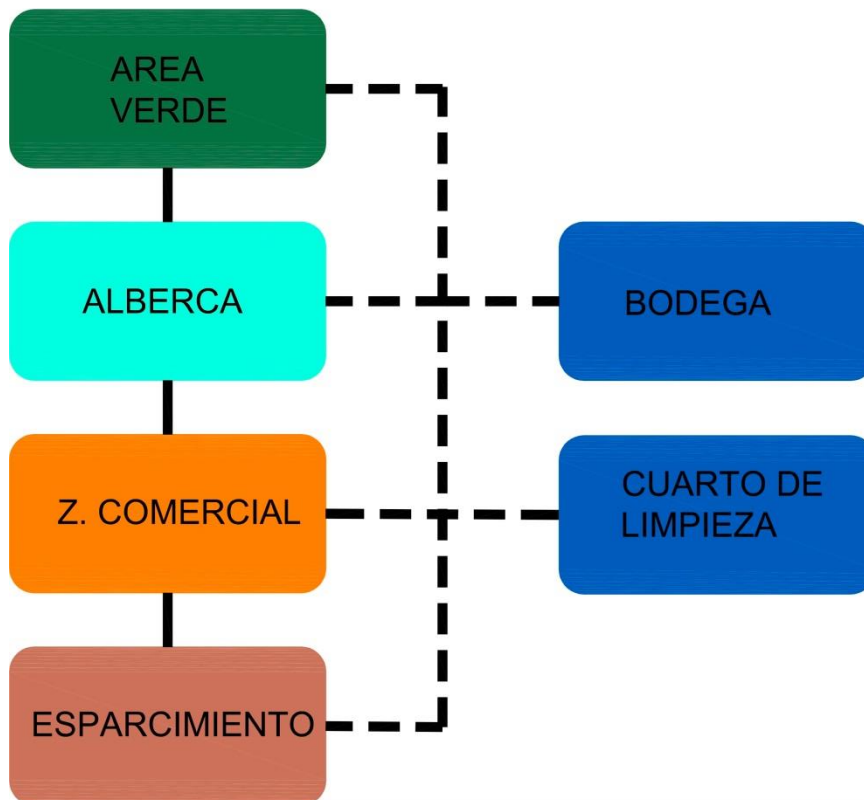 AREA
VERDE
ALBERCA
BODEGA
Z. COMERCIAL
CUARTO DE
LIMPIEZA
ESPARCIMIENTO